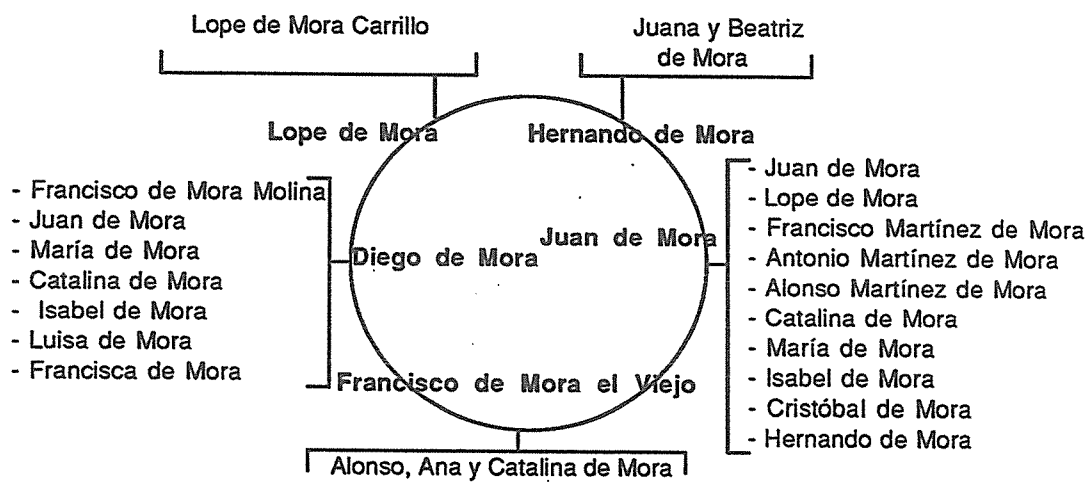 Lope de Mora Carrillo
Juana y Beatriz
de Mora
Lope de Mora
Hernando de Mora
- Francisco de Mora Molina
- Juan de Mora
- María de Mora
- Catalina de Mora
- Isabel de Mora
- Luisa de Mora
- Francisca de Mora
Diego de Mora
Juan de Mora
- Juan de Mora
- Lope de Mora
- Francisco Martínez de Mora
- Antonio Martínez de Mora
- Alonso Martínez de Mora
- Catalina de Mora
- María de Mora
- Isabel de Mora
- Cristóbal de Mora
- Hernando de Mora
Francisco de Mora el Viejo
Alonso, Ana y Catalina de Mora